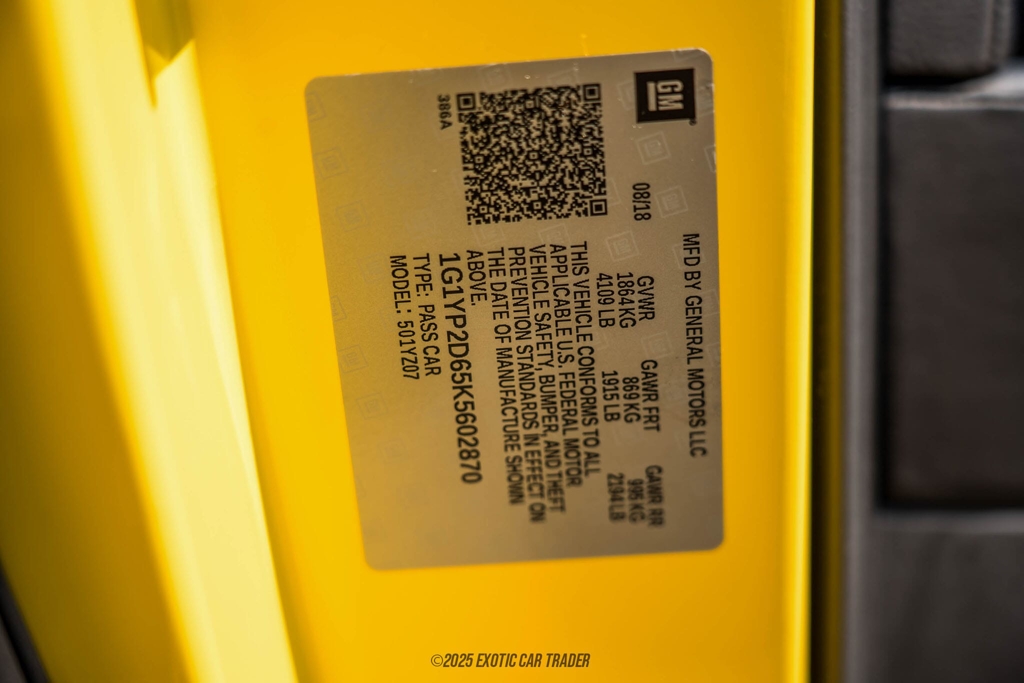 GM
MFD BY GENERAL MOTORS LLC
08/18
GVWR GAWR FRT GAWR RR
1864 KG 869 KG 995 KG
4109 LB 1915 LB 2194 LB
THIS VEHICLE CONFORMS TO ALL
APPLICABLE U.S. FEDERAL MOTOR
VEHICLE SAFETY, BUMPER, AND THEFT
PREVENTION STANDARDS IN EFFECT ON
THE DATE OF MANUFACTURE SHOWN
ABOVE.
1G1YP2D65K5602870
TYPE: PASS CAR
MODEL: 501YZ07
386A
©2025 EXOTIC CAR TRADER